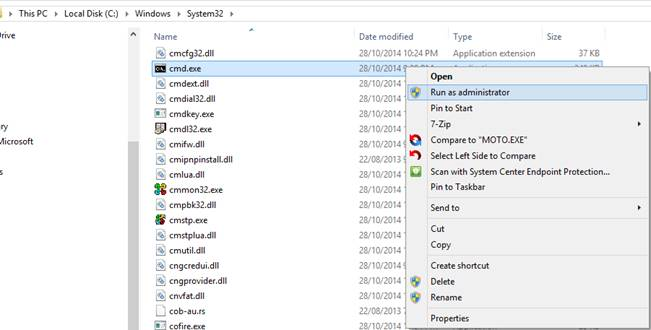 This PC ▸ Local Disk (C:) ▸ Windows ▸ System32
Name Date modified Type Size
Drive
cmcfg32.dll 28/10/2014 10:24 PM Application extension 37 KB
cmd.exe 28/10/2014
cmdext.dll 28/10/2014
cmdial32.dll 28/10/2014
cmdkey.exe 28/10/2014
cmdl32.exe 28/10/2014
ry
cmifw.dll 28/10/2014
Microsoft
cmipnpinstall.dll 22/08/2013
s
cmlua.dll 28/10/2014
cmmon32.exe 28/10/2014
cmpbk32.dll 28/10/2014
cmstp.exe 28/10/2014
cmstplua.dll 28/10/2014
cmutil.dll 28/10/2014
cngcredui.dll 28/10/2014
cngprovider.dll 28/10/2014
cnvfat.dll 28/10/2014
cob-au.rs 22/08/2013
cofire.exe 28/10/2014
Open
Run as administrator
Pin to Start
7-Zip
Compare to "MOTO.EXE"
Select Left Side to Compare
Scan with System Center Endpoint Protection...
Pin to Taskbar
Send to
Cut
Copy
Create shortcut
Delete
Rename
Properties